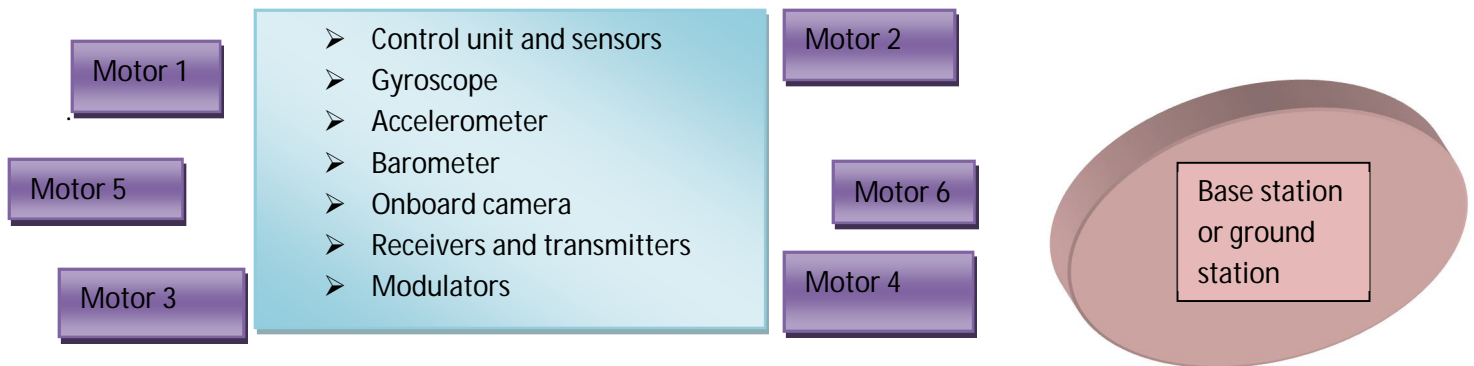 Motor 1
Motor 5
Motor 3
➢ Control unit and sensors
➢ Gyroscope
➢ Accelerometer
➢ Barometer
➢ Onboard camera
➢ Receivers and transmitters
➢ Modulators
Motor 2
Motor 6
Motor 4
Base station
or ground
station